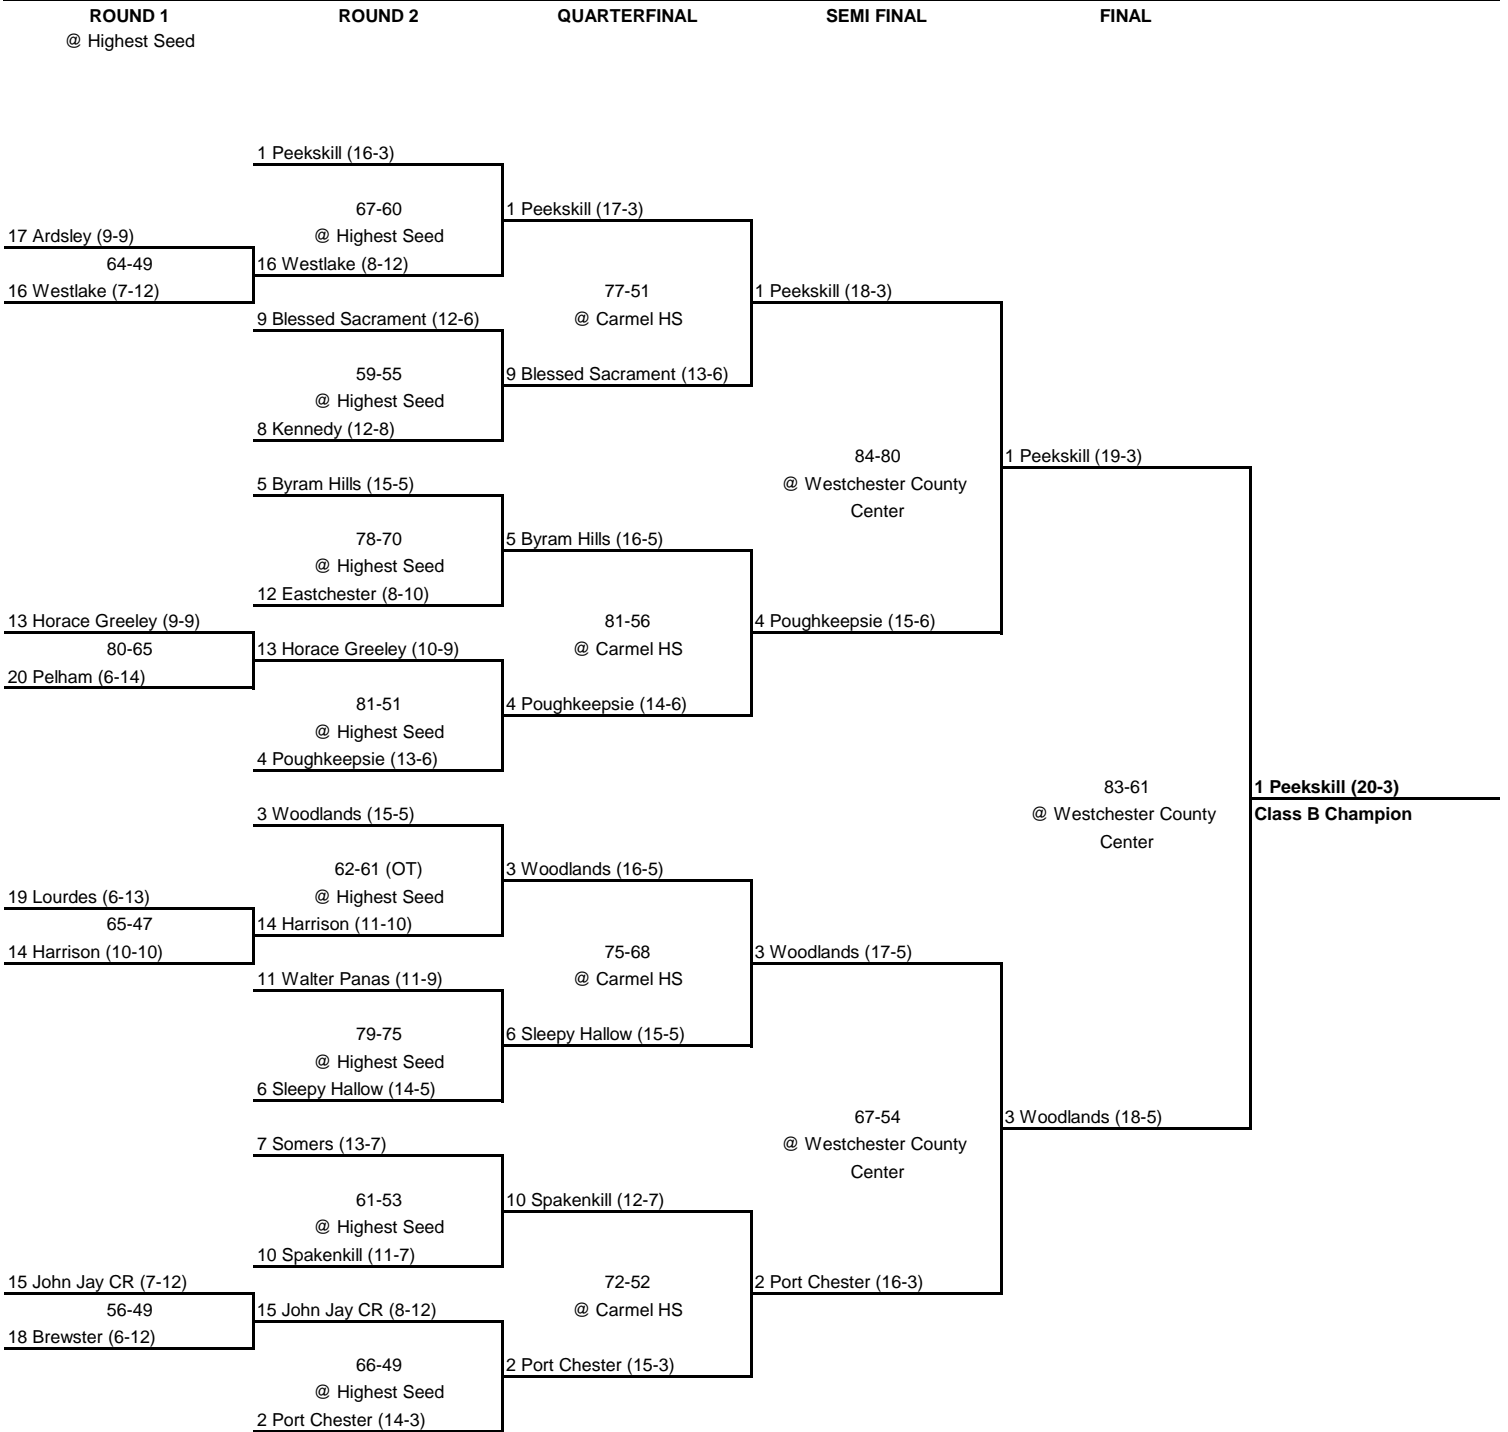 ROUND 1 ROUND 2 QUARTERFINAL SEMI FINAL FINAL
@ Highest Seed
1 Peekskill (16-3)
67-60 1 Peekskill (17-3)
17 Ardsley (9-9) @ Highest Seed
64-49 16 Westlake (8-12)
16 Westlake (7-12) 77-51 1 Peekskill (18-3)
9 Blessed Sacrament (12-6) @ Carmel HS
59-55 9 Blessed Sacrament (13-6)
@ Highest Seed
8 Kennedy (12-8)
84-80 1 Peekskill (19-3)
5 Byram Hills (15-5) @ Westchester County
Center
78-70 5 Byram Hills (16-5)
@ Highest Seed
12 Eastchester (8-10)
13 Horace Greeley (9-9) 81-56 4 Poughkeepsie (15-6)
80-65 13 Horace Greeley (10-9) @ Carmel HS
20 Pelham (6-14)
81-51 4 Poughkeepsie (14-6)
@ Highest Seed
4 Poughkeepsie (13-6)
83-61 1 Peekskill (20-3)
3 Woodlands (15-5) @ Westchester County Class B Champion
Center
62-61 (OT) 3 Woodlands (16-5)
19 Lourdes (6-13) @ Highest Seed
65-47 14 Harrison (11-10)
14 Harrison (10-10) 75-68 3 Woodlands (17-5)
11 Walter Panas (11-9) @ Carmel HS
79-75 6 Sleepy Hallow (15-5)
@ Highest Seed
6 Sleepy Hallow (14-5)
67-54 3 Woodlands (18-5)
7 Somers (13-7) @ Westchester County
Center
61-53 10 Spakenkill (12-7)
@ Highest Seed
10 Spakenkill (11-7)
15 John Jay CR (7-12) 72-52 2 Port Chester (16-3)
56-49 15 John Jay CR (8-12) @ Carmel HS
18 Brewster (6-12)
66-49 2 Port Chester (15-3)
@ Highest Seed
2 Port Chester (14-3)